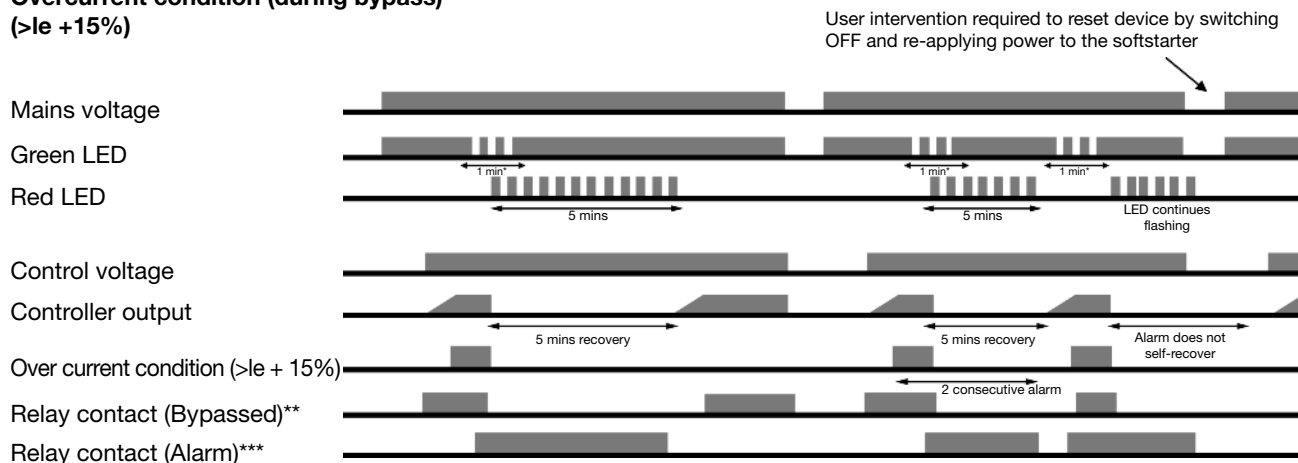 Overcurrent condition (during bypass)
(>Ie +15%)
User intervention required to reset device by switching
OFF and re-applying power to the softstarter
Mains voltage
Green LED
1 min*
1 min*
1 min*
Red LED
5 mins
5 mins
LED continues
flashing
Control voltage
Controller output
5 mins recovery
5 mins recovery
Alarm does not
self-recover
Over current condition (>Ie + 15%)
2 consecutive alarm
Relay contact (Bypassed)**
Relay contact (Alarm)***